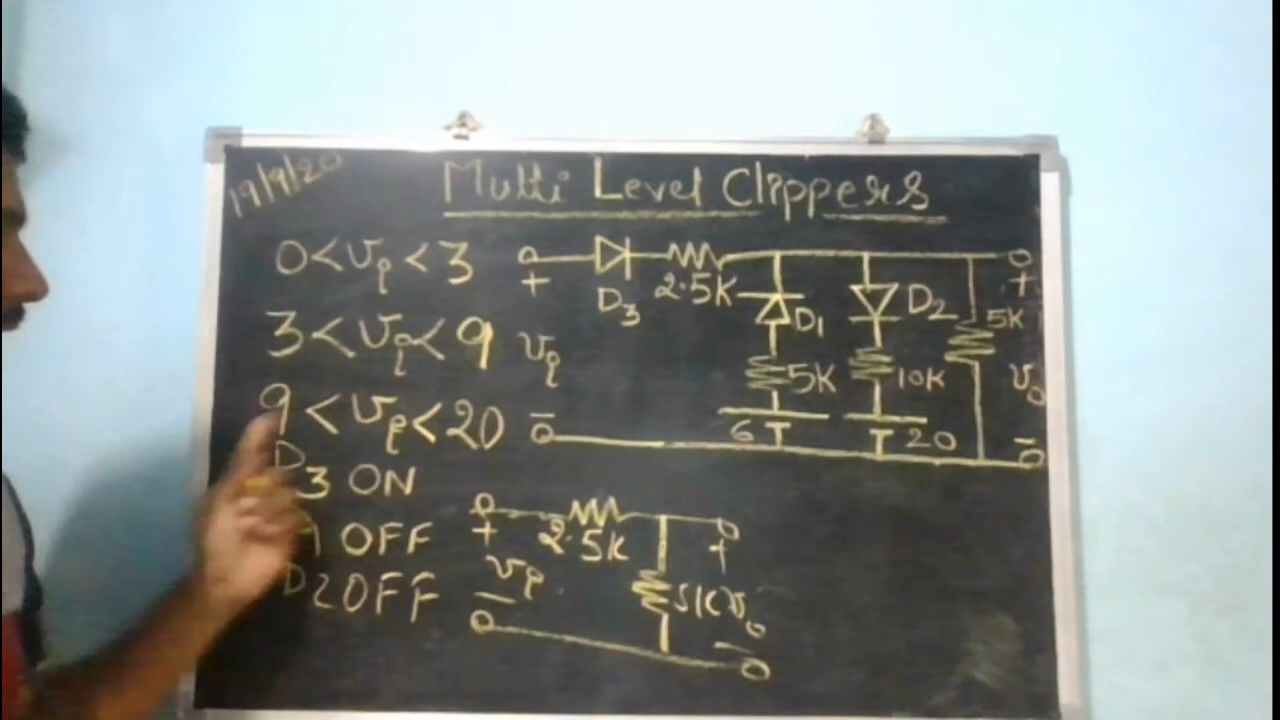 19/9/20
Multi Level Clippers
0 < vi < 3
3 < vi < 9
9 < vi < 20
D3 ON
OFF
D2 OFF
+
D3
2.5K
D1
5K
6
D2
10K
20
5K
+
vo
-
vi
-
+
2.5K
vi
-
5K
+
vo
-